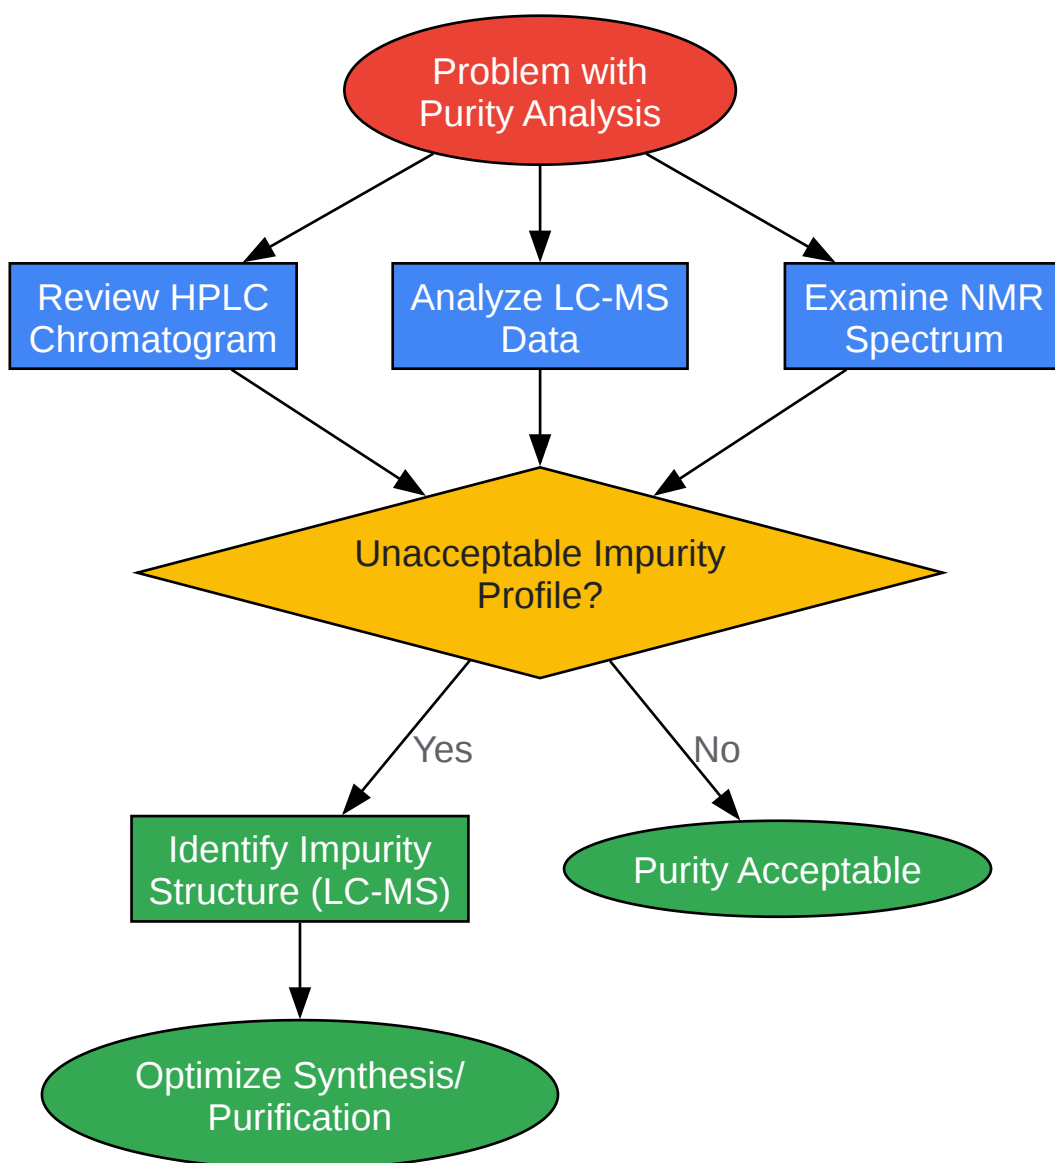 Problem with
Purity Analysis
Review HPLC
Chromatogram
Analyze LC-MS
Data
Examine NMR
Spectrum
Unacceptable Impurity
Profile?
Yes
No
Identify Impurity
Structure (LC-MS)
Purity Acceptable
Optimize Synthesis/
Purification